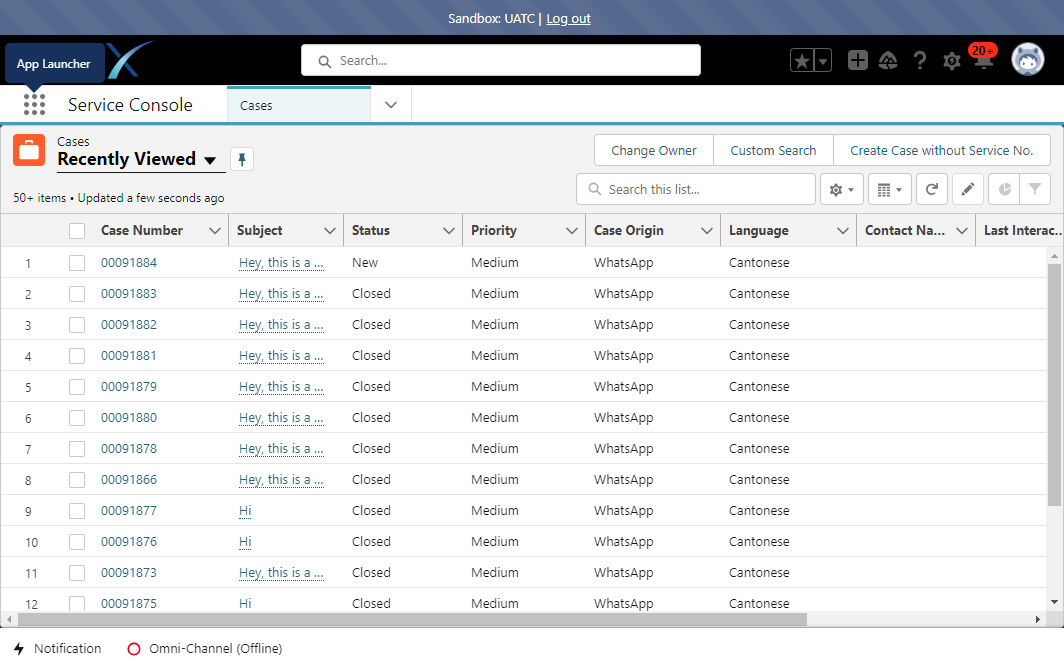 Sandbox: UATC | Log out
App Launcher
Search...
20+
Service Console
Cases
Cases
Recently Viewed
Change Owner
Custom Search
Create Case without Service No.
50+ items • Updated a few seconds ago
Search this list...
Case Number Subject Status Priority Case Origin Language Contact Na... Last Interac...
1 00091884 Hey, this is a ... New Medium WhatsApp Cantonese
2 00091883 Hey, this is a ... Closed Medium WhatsApp Cantonese
3 00091882 Hey, this is a ... Closed Medium WhatsApp Cantonese
4 00091881 Hey, this is a ... Closed Medium WhatsApp Cantonese
5 00091879 Hey, this is a ... Closed Medium WhatsApp Cantonese
6 00091880 Hey, this is a ... Closed Medium WhatsApp Cantonese
7 00091878 Hey, this is a ... Closed Medium WhatsApp Cantonese
8 00091866 Hey, this is a ... Closed Medium WhatsApp Cantonese
9 00091877 Hi Closed Medium WhatsApp Cantonese
10 00091876 Hi Closed Medium WhatsApp Cantonese
11 00091873 Hey, this is a ... Closed Medium WhatsApp Cantonese
12 00091875 Hi Closed Medium WhatsApp Cantonese
Notification
Omni-Channel (Offline)